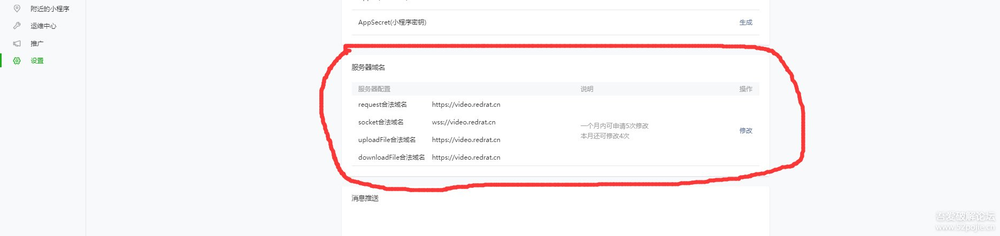 附近的小程序
运维中心
推广
设置
AppSecret(小程序密钥) 生成
服务器域名
服务器配置 说明 操作
request合法域名 https://video.redrat.cn
socket合法域名 wss://video.redrat.cn
一个月内可申请5次修改
本月还可修改4次
修改
uploadFile合法域名 https://video.redrat.cn
downloadFile合法域名 https://video.redrat.cn
消息推送
吾爱破解论坛
www.52pojie.cn